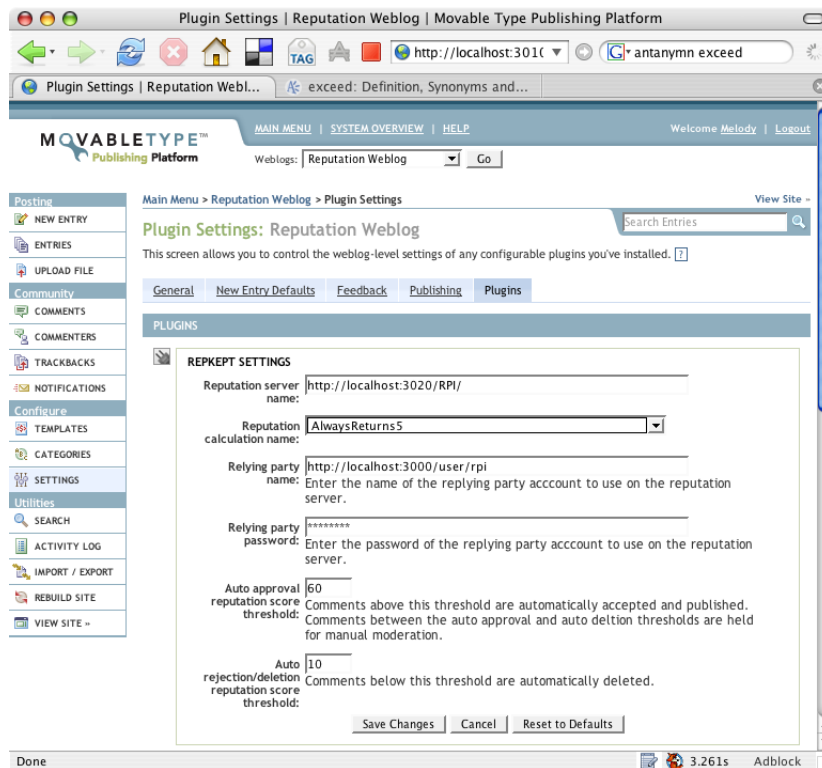 Plugin Settings | Reputation Weblog | Movable Type Publishing Platform
TAG
http://localhost:3010
G
antanymn exceed
Plugin Settings | Reputation Webl...
exceed: Definition, Synonyms and...
MOVABLETYPE™
Publishing Platform
MAIN MENU | SYSTEM OVERVIEW | HELP
Welcome Melody | Logout
Weblogs: Reputation Weblog Go
Posting
NEW ENTRY
ENTRIES
UPLOAD FILE
Community
COMMENTS
COMMENTERS
TRACKBACKS
NOTIFICATIONS
Configure
TEMPLATES
CATEGORIES
SETTINGS
Utilities
SEARCH
ACTIVITY LOG
IMPORT / EXPORT
REBUILD SITE
VIEW SITE »
Main Menu > Reputation Weblog > Plugin Settings
View Site »
Plugin Settings: Reputation Weblog
Search Entries
This screen allows you to control the weblog-level settings of any configurable plugins you've installed. ?
General New Entry Defaults Feedback Publishing Plugins
PLUGINS
REPKEPT SETTINGS
Reputation server name:
http://localhost:3020/RPI/
Reputation calculation name:
AlwaysReturns5
Relying party name:
http://localhost:3000/user/rpi
Enter the name of the replying party acccount to use on the reputation
server.
Relying party password:
********
Enter the password of the replying party acccount to use on the reputation
server.
Auto approval reputation score threshold:
60
Comments above this threshold are automatically accepted and published.
Comments between the auto approval and auto deltion thresholds are held
for manual moderation.
Auto rejection/deletion reputation score threshold:
10
Comments below this threshold are automatically deleted.
Save Changes Cancel Reset to Defaults
Done
3.261s Adblock